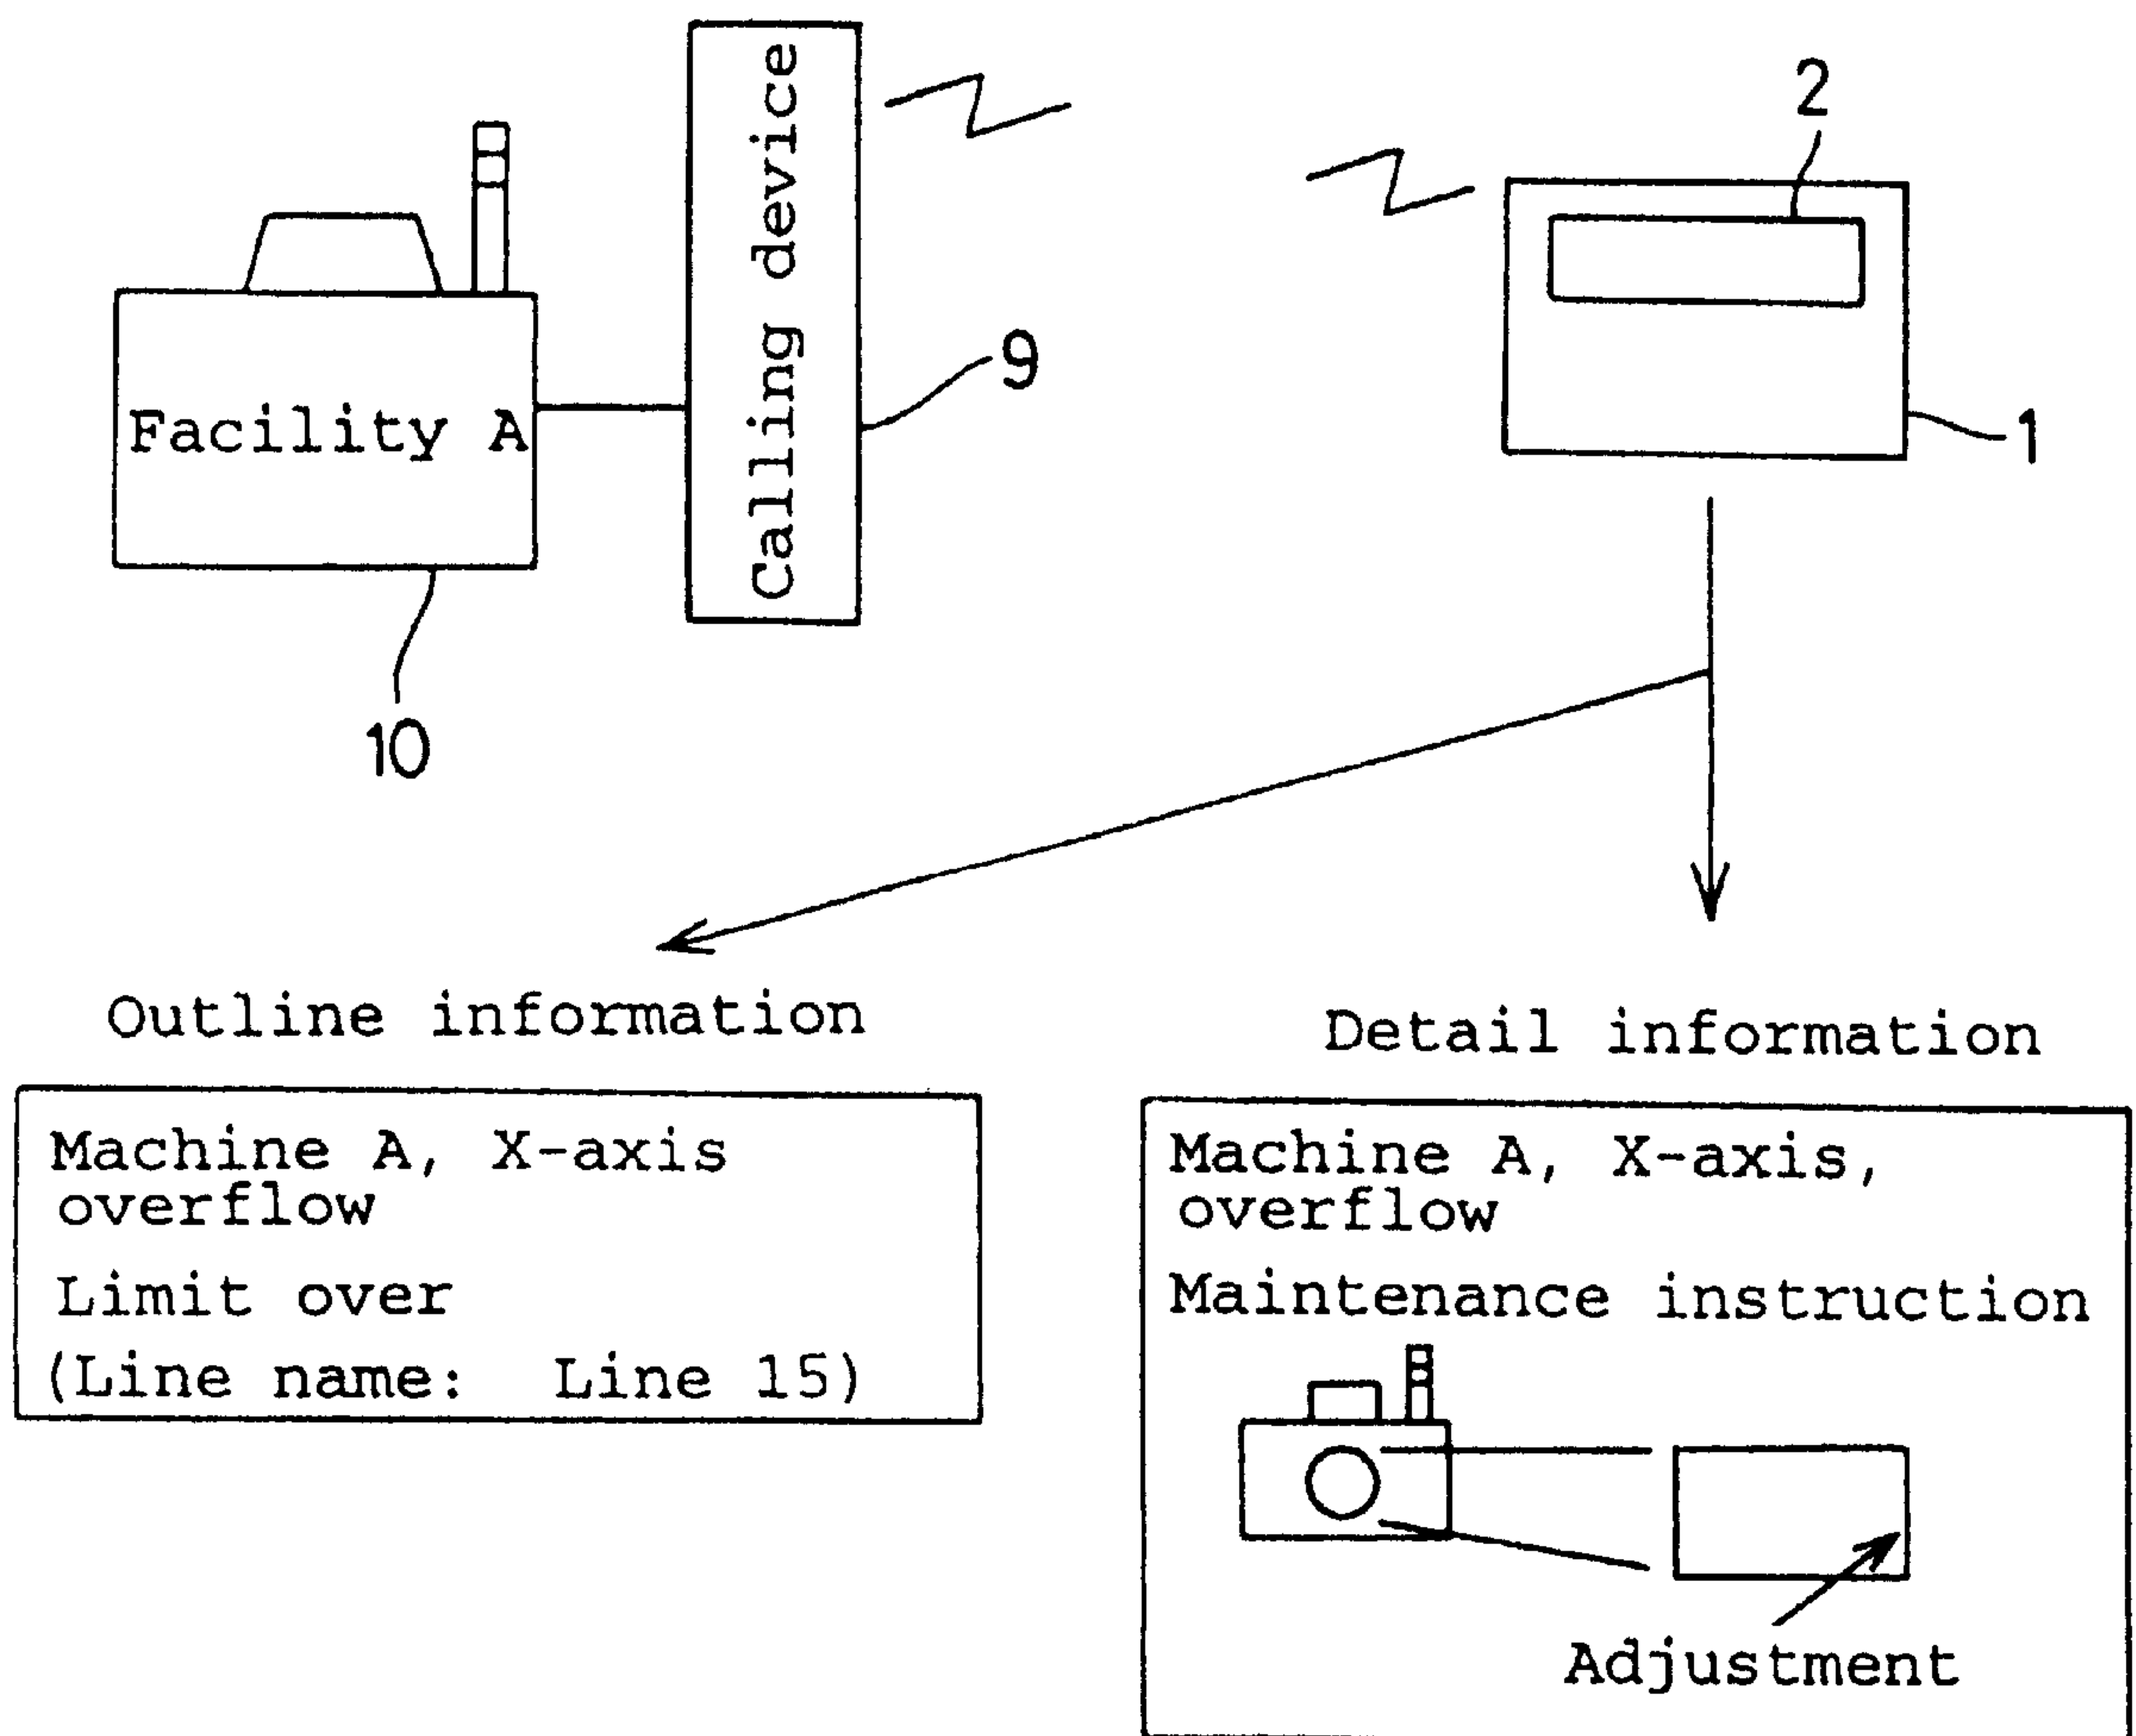 Calling device
2
9
Facility A
1
10
Outline information
Machine A, X-axis
overflow
Limit over
(Line name: Line 15)
Detail information
Machine A, X-axis,
overflow
Maintenance instruction
Adjustment